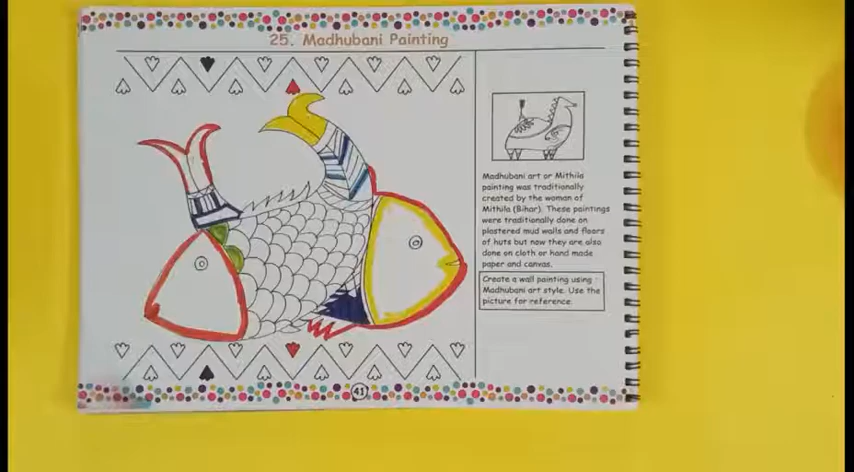 25. Madhubani Painting
Madhubani art or Mithila
painting was traditionally
created by the woman of
Mithila (Bihar). These paintings
were traditionally done on
plastered mud walls and floors
of huts but now they are also
done on cloth or hand made
paper and canvas.
Create a wall painting using
Madhubani art style. Use the
picture for reference.
41